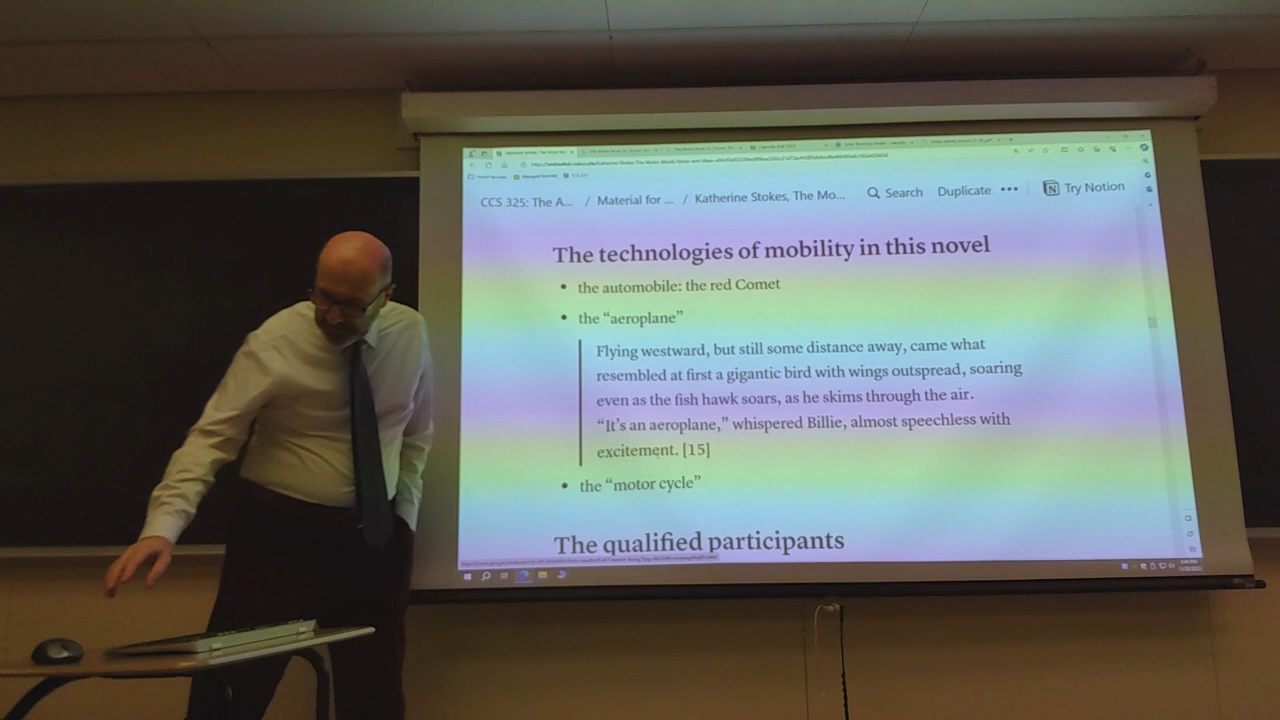 CCS 325: The A... / Material for ... / Katherine Stokes, The Mo... Search Duplicate ••• Try Notion
The technologies of mobility in this novel
• the automobile: the red Comet
• the “aeroplane”
Flying westward, but still some distance away, came what
resembled at first a gigantic bird with wings outspread, soaring
even as the fish hawk soars, as he skims through the air.
“It’s an aeroplane,” whispered Billie, almost speechless with
excitement. [15]
• the “motor cycle”
The qualified participants